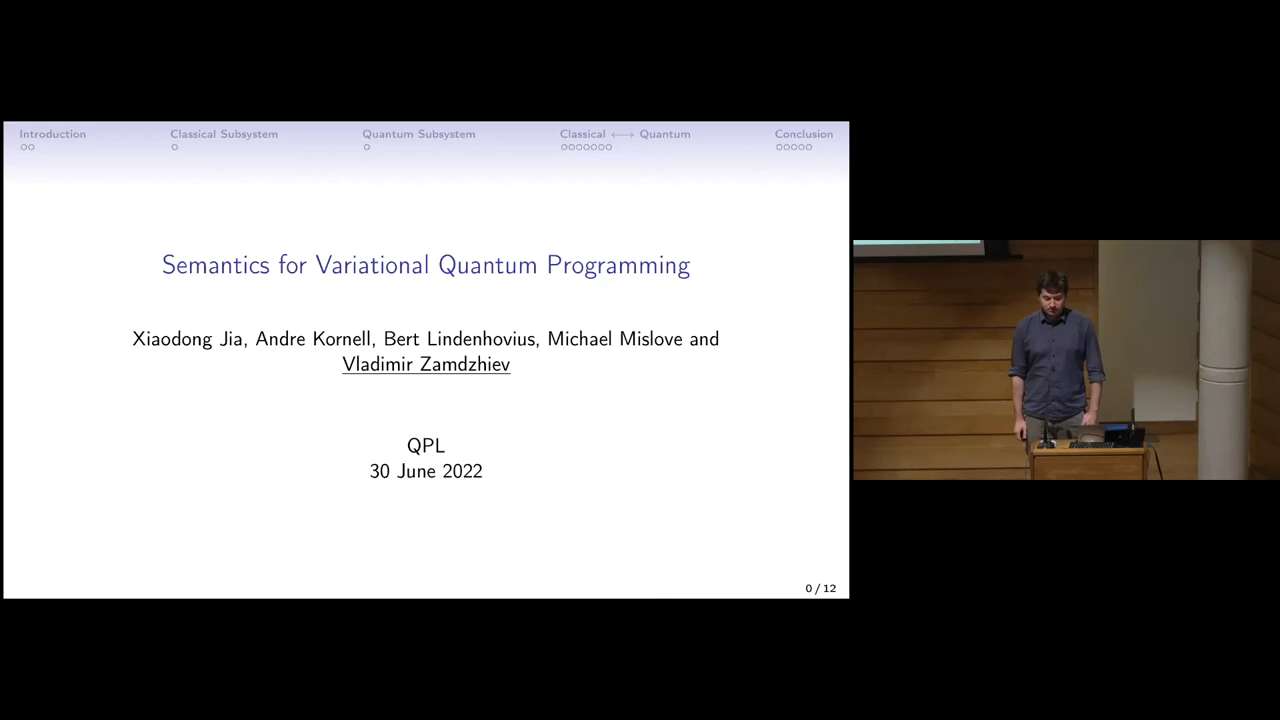 Introduction
Classical Subsystem
Quantum Subsystem
Classical ⟷ Quantum
Conclusion
Semantics for Variational Quantum Programming
Xiaodong Jia, Andre Kornell, Bert Lindenhovius, Michael Mislove and
Vladimir Zamdzhiev
QPL
30 June 2022
0 / 12